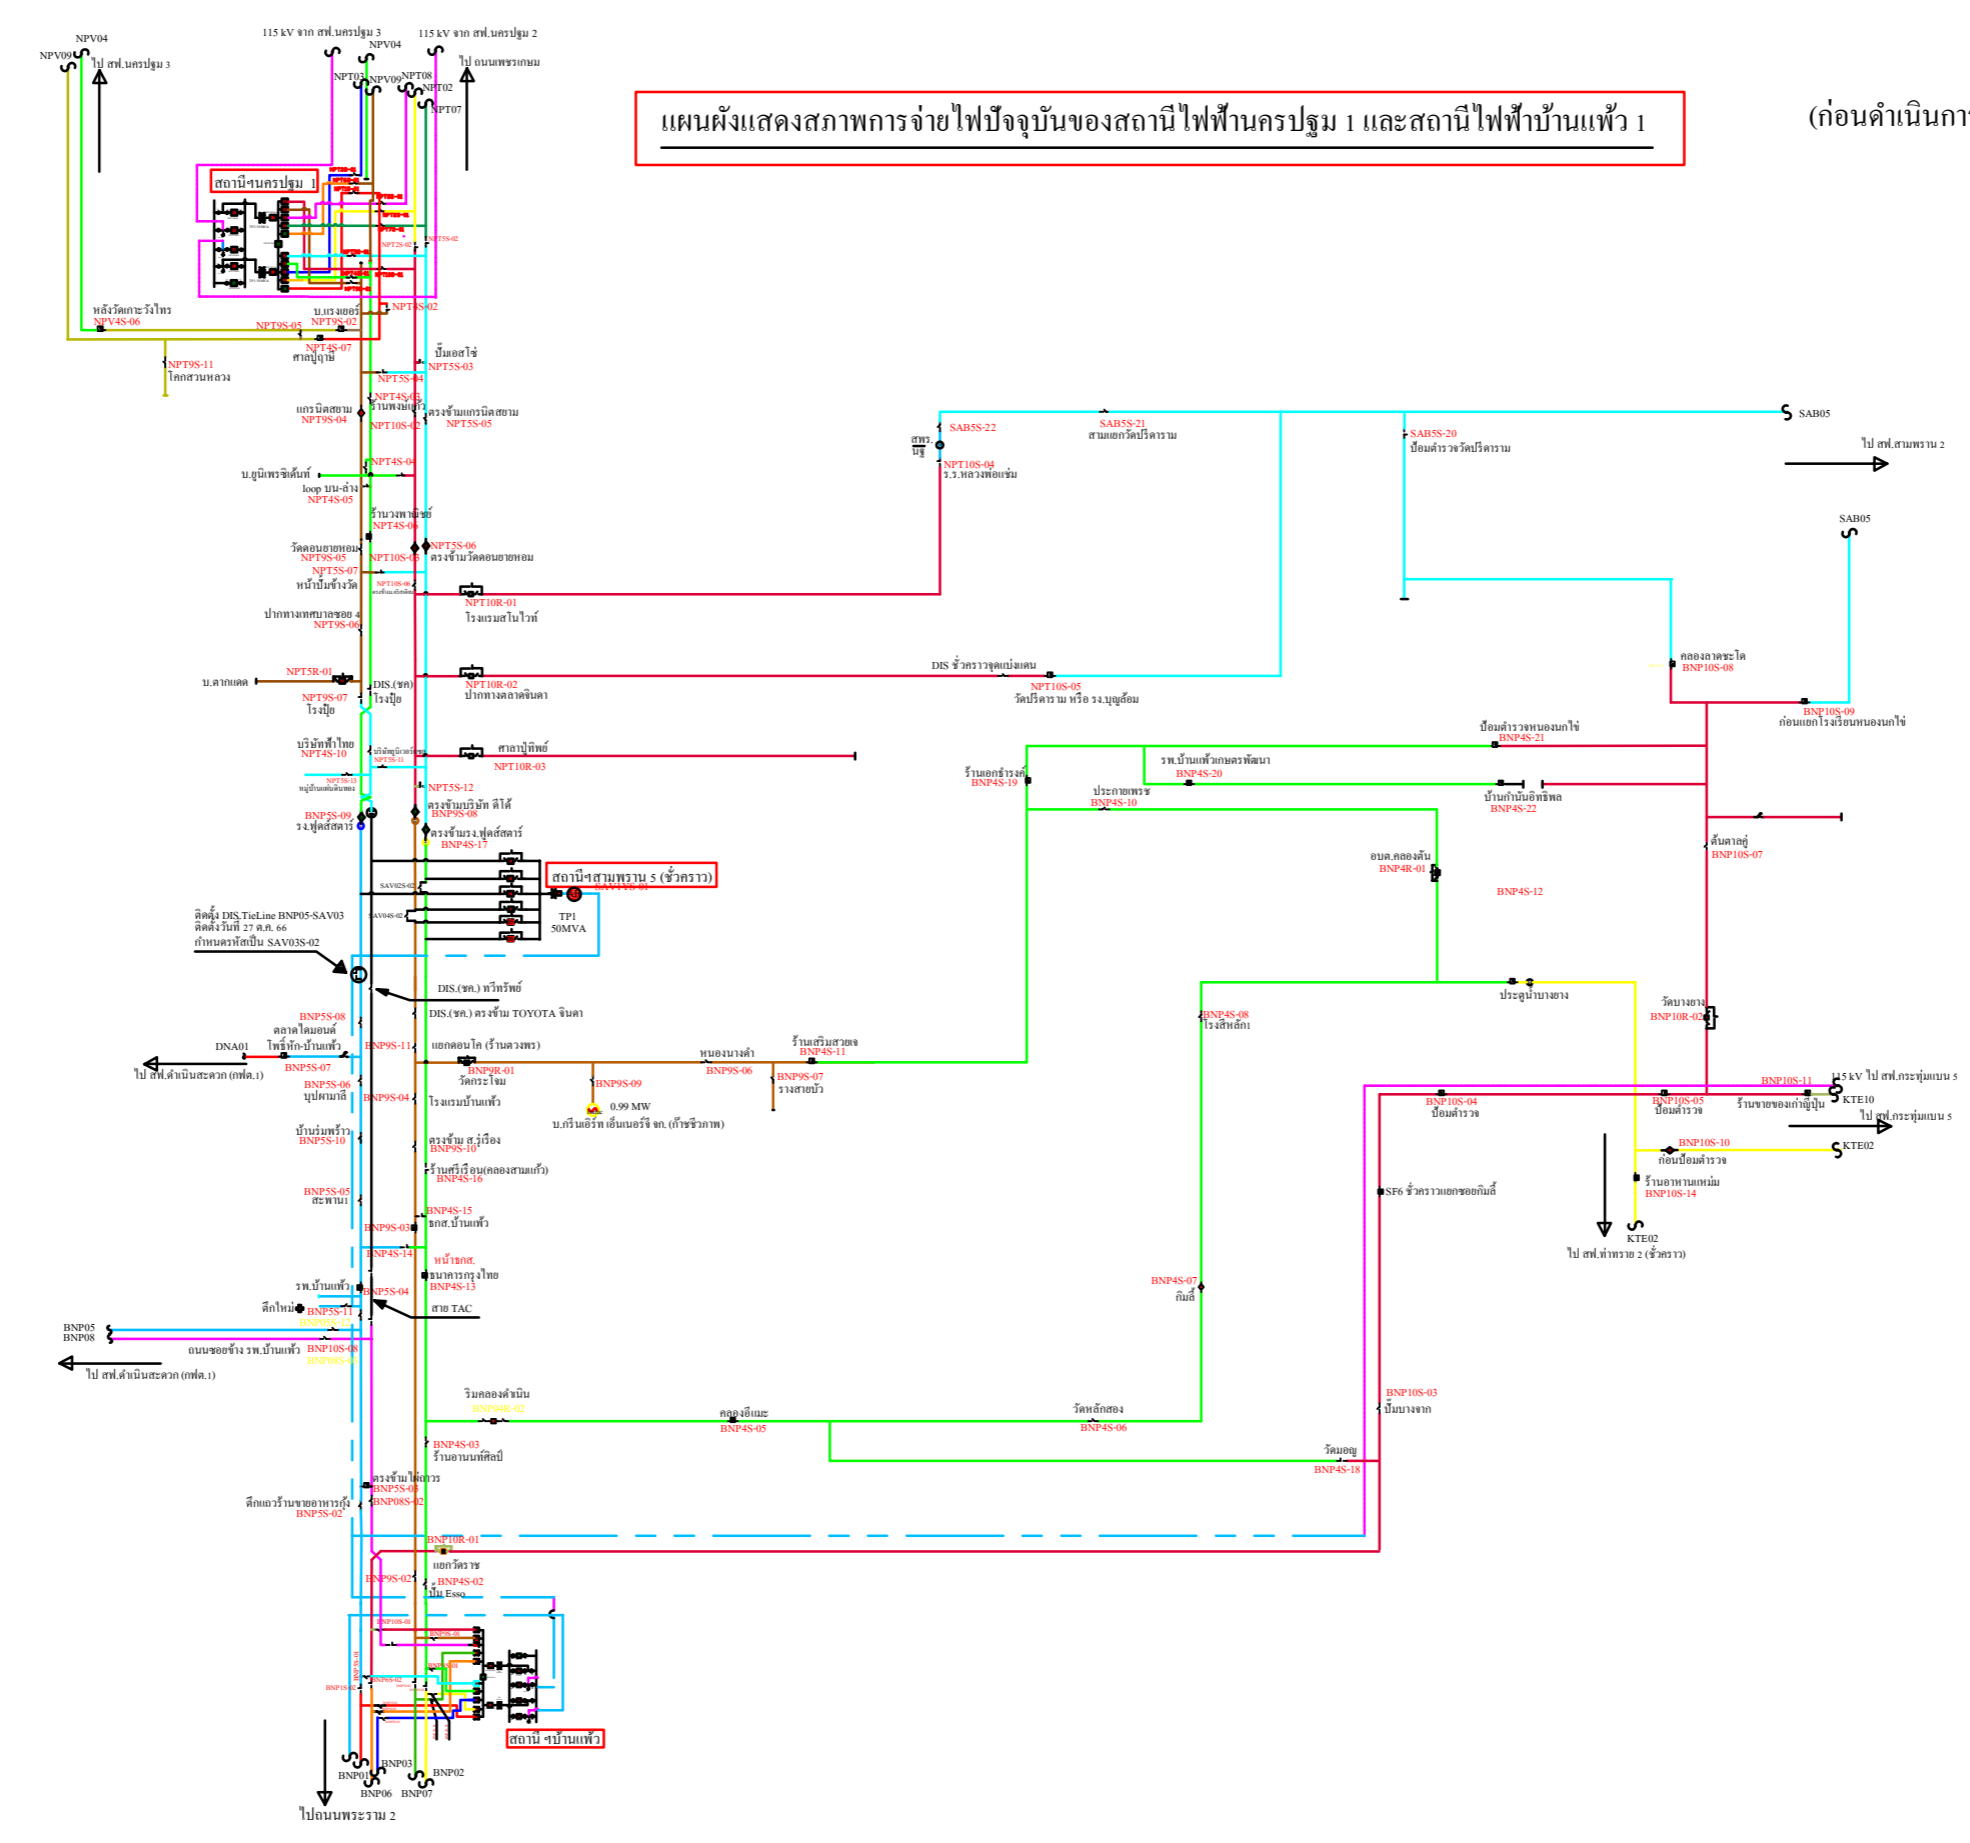 แผนผังแสดงสภาพการจ่ายไฟปัจจุบันของสถานีไฟฟ้านครปฐม 1 และสถานีไฟฟ้าบ้านแพ้ว 1
(ก่อนดำเนินการ
115 kV จาก สฟ.นครปฐม 3
115 kV จาก สฟ.นครปฐม 2
NPV04
NPV09
ไป สฟ.นครปฐม 3
NPV04
NPT03
NPV09
NPT08
NPT02
NPT07
ไป ถนนเพชรเกษม
สถานีฯนครปฐม 1
NPT2S-02
NPT5S-02
หลังวัดเกาะวังไทร
NPV4S-06
บ.แรงเยอร์
NPT4S-02
NPT9S-05
NPT9S-02
NPT4S-07
ศาลปู่ฤาษี
NPT9S-11
โคกสวนหลวง
ปั๊มเอสโซ่
NPT5S-03
NPT5S-04
NPT4S-03
ร้านพงษ์แก้ว
แกรนิตสยาม
NPT9S-04
NPT10S-02
ตรงข้ามแกรนิตสยาม
NPT5S-05
NPT4S-04
บ.ยูนิเพรซิเด้นท์
loop บน-ล่าง
NPT4S-05
ร้านวงพาณิชย์
NPT4S-06
วัดดอนยายหอม
NPT9S-05
NPT10S-03
NPT5S-06
ตรงข้ามวัดดอนยายหอม
NPT5S-07
หน้าปั๊มข้างวัด
NPT10S-06
NPT10R-01
โรงแรมสโนไวท์
ปากทางเทศบาลซอย 4
NPT9S-06
NPT5R-01
บ.ตากแดด
NPT9S-07
โรงปุ๋ย
DIS.(ชค)
โรงปุ๋ย
NPT10R-02
ปากทางตลาดจินดา
DIS ชั่วคราวจุดแบ่งแดน
NPT10S-05
วัดปรีดาราม หรือ รง.บุญล้อม
สพร.
นฐ
SAB5S-22
NPT10S-04
ร.ร.หลวงพ่อแช่ม
SAB5S-21
สามแยกวัดปรีดาราม
SAB5S-20
ป้อมตำรวจวัดปรีดาราม
SAB05
ไป สฟ.สามพราน 2
SAB05
คลองลาดชะโด
BNP10S-08
BNP10S-09
ก่อนแยกโรงเรียนหนองนกไข่
บริษัทฟ้าไทย
NPT4S-10
NPT5S-11
NPT5S-13
ศาลาปู่ทิพย์
NPT10R-03
NPT5S-12
ตรงข้ามบริษัท ดีโด้
BNP9S-08
BNP5S-09
รง.ฟูดส์สตาร์
ตรงข้ามรง.ฟูดส์สตาร์
BNP4S-17
ป้อมตำรวจหนองนกไข่
BNP4S-21
รพ.บ้านแพ้วเกษตรพัฒนา
BNP4S-20
ร้านเอกธำรงค์
BNP4S-19
ประกายเพรช
BNP4S-10
บ้านกำนันอิทธิพล
BNP4S-22
ต้นตาลคู่
BNP10S-07
อบต.คลองตัน
BNP4R-01
BNP4S-12
สถานีฯสามพราน 5 (ชั่วคราว)
SAV1YS-01
TP1
50MVA
SAV02S-02
SAV04S-02
ติดตั้ง DIS.TieLine BNP05-SAV03
ติดตั้งวันที่ 27 ต.ค. 66
กำหนดรหัสเป็น SAV03S-02
DIS.(ชค.) ทวีทรัพย์
DIS.(ชค.) ตรงข้าม TOYOTA จินดา
ประตูน้ำบางยาง
วัดบางยาง
BNP10R-02
BNP5S-08
ตลาดไดมอนด์
DNA01
โพธิ์หัก-บ้านแพ้ว
BNP5S-07
ไป สฟ.ดำเนินสะดวก (กฟต.1)
BNP5S-06
บุปผามาลี
BNP9S-11
แยกดอนโค (ร้านตวงพร)
BNP9R-01
วัดกระโจม
หนองนางดำ
BNP9S-06
ร้านเสริมสวยเจ
BNP4S-11
BNP9S-09
BNP9S-07
รางสายบัว
0.99 MW
บ.กรีนเอิร์ท เอ็นเนอร์จี จก. (ก๊าซชีวภาพ)
BNP4S-08
โรงสีหลัก1
BNP9S-04
โรงแรมบ้านแพ้ว
BNP10S-04
ป้อมตำรวจ
BNP10S-05
ป้อมตำรวจ
BNP10S-11
ร้านขายของเก่าญี่ปุ่น
115 kV ไป สฟ.กระทุ่มแบน 5
KTE10
ไป สฟ.กระทุ่มแบน 5
KTE02
BNP10S-10
ก่อนป้อมตำรวจ
ร้านอาหานแหม่ม
BNP10S-14
KTE02
ไป สฟ.ท่าทราย 2 (ชั่วคราว)
บ้านร่มพร้าว
BNP5S-10
ตรงข้าม ส.รุ่เรือง
BNP9S-10
ร้านศรีเรือน(คลองสามแก้ว)
BNP4S-16
BNP5S-05
สะพาน1
BNP4S-15
ธกส.บ้านแพ้ว
BNP9S-03
BNP4S-14
หน้าธกส.
ธนาคารกรุงไทย
BNP4S-13
SF6 ชั่วคราวแยกซอยกิมลี้
BNP4S-07
กิมลี้
รพ.บ้านแพ้ว
BNP5S-04
ตึกใหม่
BNP5S-11
สาย TAC
BNP05
BNP08
ถนนซอยข้าง รพ.บ้านแพ้ว
BNP10S-08
ไป สฟ.ดำเนินสะดวก (กฟต.1)
ริมคลองดำเนิน
BNP04R-02
คลองอีแมะ
BNP4S-05
วัดหลักสอง
BNP4S-06
BNP10S-03
ปั๊มบางจาก
BNP4S-03
ร้านอานนท์ศิลป์
วัดมอญ
BNP4S-18
ตรงข้ามไผ่ถาวร
BNP5S-03
ตึกแถวร้านขายอาหารกุ้ง
BNP5S-02
BNP08S-02
BNP10R-01
แยกวัดราช
BNP9S-02
BNP4S-02
ปั๊ม Esso
BNP10S-01
BNP9S-01
BNP1S-02
BNP6S-02
สถานี ฯบ้านแพ้ว
BNP01
BNP03
BNP06
BNP07
BNP02
ไปถนนพระราม 2